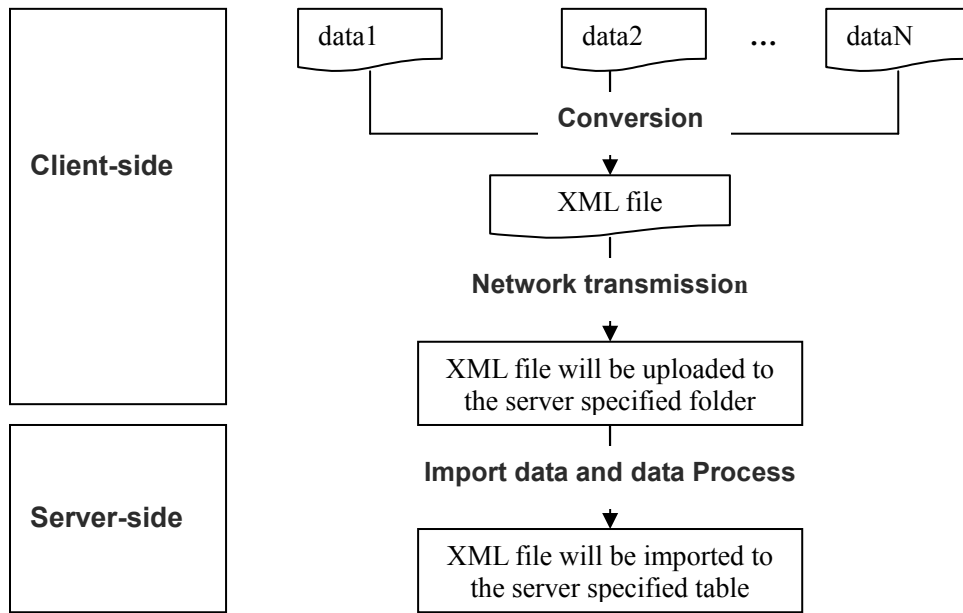 data1
data2
...
dataN
Conversion
Client-side
XML file
Network transmission
XML file will be uploaded to
the server specified folder
Import data and data Process
Server-side
XML file will be imported to
the server specified table